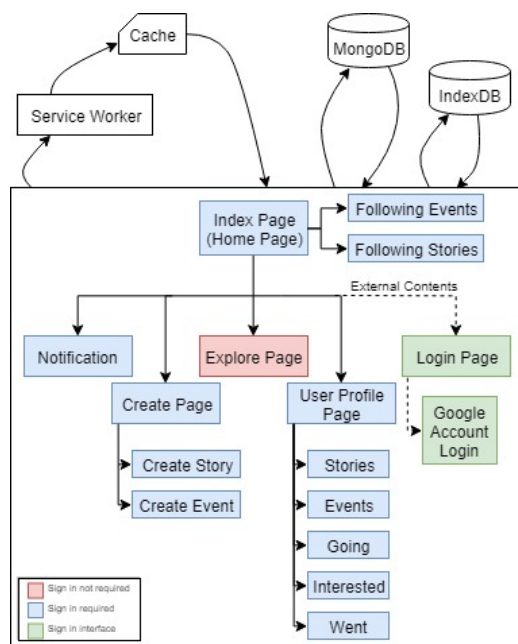 Cache
MongoDB
IndexDB
Service Worker
Index Page
(Home Page)
Following Events
Following Stories
External Contents
Notification
Explore Page
Login Page
Create Page
User Profile
Page
Google
Account
Login
Create Story
Stories
Create Event
Events
Going
Interested
Went
Sign in not required
Sign in required
Sign in interface